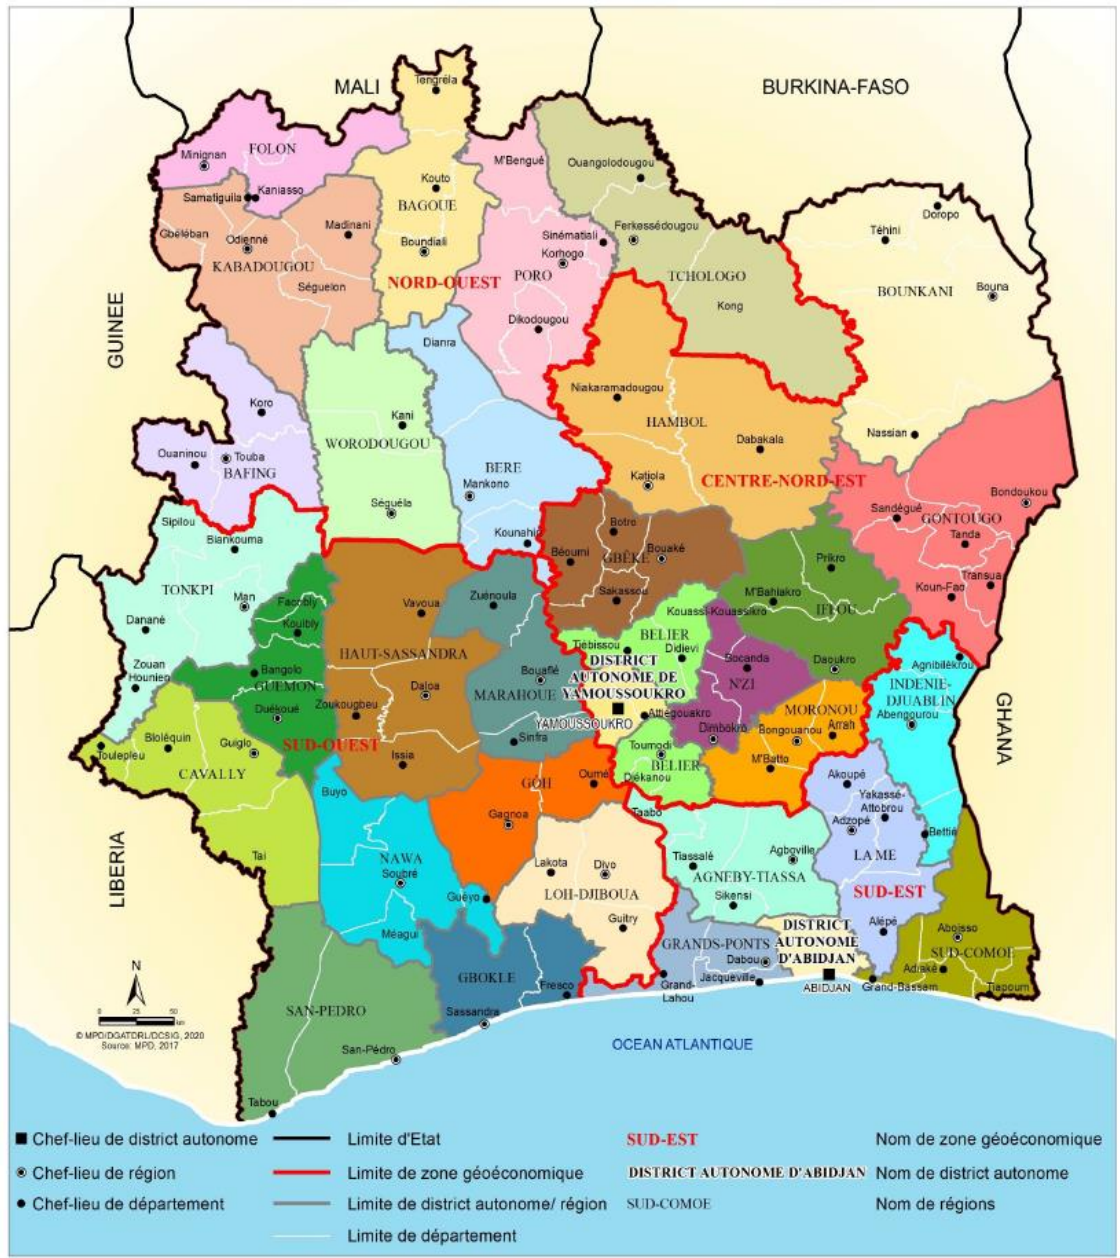 MALI
BURKINA-FASO
GUINEE
LIBERIA
GHANA
OCEAN ATLANTIQUE
Tengréla
FOLON
Minignan
Samatiguila
Kaniasso
Kouto
BAGOUE
Boundiali
M'Bengué
Ouangolodougou
Gbéléban
Odienné
Madinani
KABADOUGOU
Séguelon
NORD-OUEST
Sinématiali
Korhogo
PORO
Dikodougou
Ferkessédougou
TCHOLOGO
Kong
Doropo
Téhini
BOUNKANI
Bouna
Nassian
Dianra
Koro
Ouaninou
Touba
BAFING
Kani
WORODOUGOU
Séguéla
BERE
Mankono
Kounahiri
Niakaramadougou
HAMBOL
Dabakala
Katiola
CENTRE-NORD-EST
Bondoukou
Sandégué
GONTOUGO
Tanda
Transua
Koun-Fao
Sipilou
Biankouma
TONKPI
Man
Danané
Zouan
Hounien
Facobly
Kouibly
Bangolo
GUEMON
Duékoué
Vavoua
HAUT-SASSANDRA
Daloa
Zoukougbeu
SUD-OUEST
Issia
Zuénoula
Bouaflé
MARAHOUE
Sinfra
Botro
Béoumi
GBÊKÊ
Bouaké
Sakassou
Prikro
M'Bahiakro
IFFOU
Daoukro
Kouassi-Kouassikro
BELIER
Tiébissou
Didievi
DISTRICT
AUTONOME DE
YAMOUSSOUKRO
YAMOUSSOUKRO
Attiégouakro
Bocanda
N'ZI
Dimbokro
MORONOU
Bongouanou
Arrah
M'Batto
Toumodi
BELIER
Djékanou
Agnibilékrou
INDENIE-
DJUABLIN
Abengourou
Bettié
Toulepleu
Bloléquin
Guiglo
CAVALLY
Taï
Buyo
NAWA
Soubré
Guéyo
Méagui
GÔH
Oumé
Gagnoa
Lakota
Divo
LOH-DJIBOUA
Guitry
Taabo
Tiassalé
Agboville
AGNEBY-TIASSA
Sikensi
Akoupé
Yakassé-
Attobrou
Adzopé
LA ME
SUD-EST
Alépé
DISTRICT
AUTONOME
D'ABIDJAN
ABIDJAN
GRANDS-PONTS
Dabou
Jacqueville
Grand-
Lahou
Aboisso
SUD-COMOE
Adiaké
Grand-Bassam
Tiapoum
GBOKLE
Fresco
Sassandra
SAN-PEDRO
San-Pédro
Tabou
N
0 25 50
km
© MPD/DGATDRL/DCSIG, 2020
Source: MPD, 2017
Chef-lieu de district autonome
Limite d'Etat
SUD-EST
Nom de zone géoéconomique
Chef-lieu de région
Limite de zone géoéconomique
DISTRICT AUTONOME D'ABIDJAN
Nom de district autonome
Chef-lieu de département
Limite de district autonome/ région
SUD-COMOE
Nom de régions
Limite de département